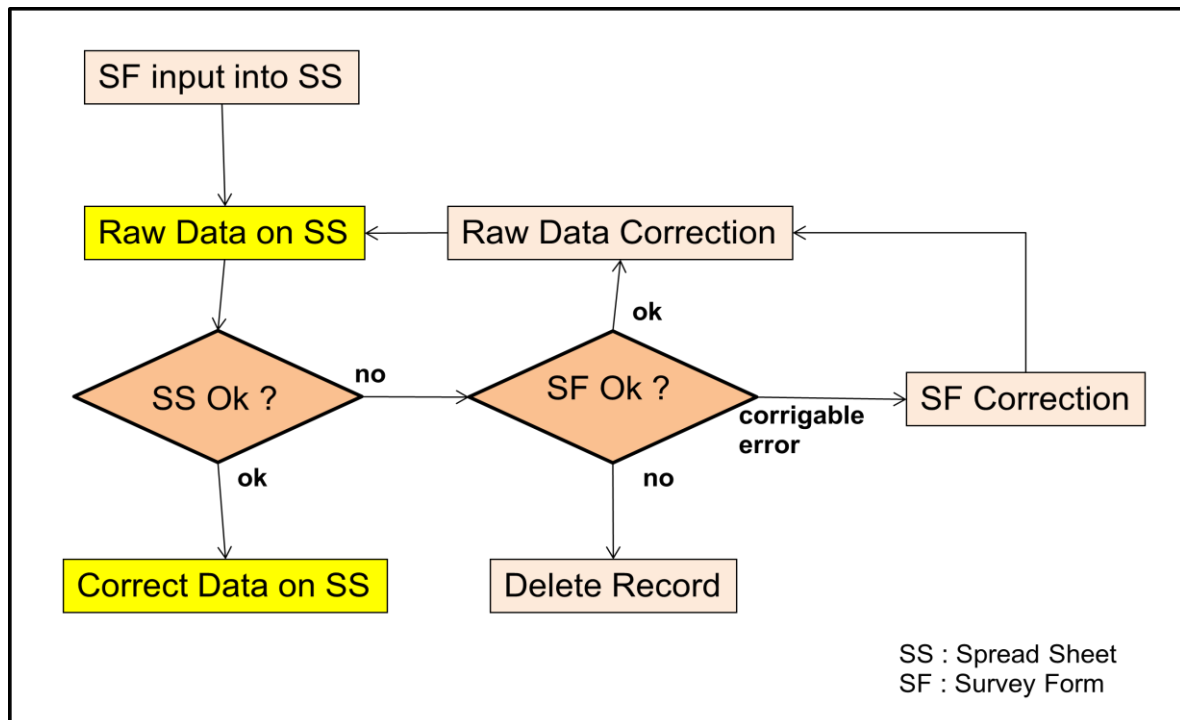 SF input into SS
Raw Data on SS
Raw Data Correction
ok
SS Ok ?
no
SF Ok ?
corrigable
error
SF Correction
ok
no
Correct Data on SS
Delete Record
SS : Spread Sheet
SF : Survey Form